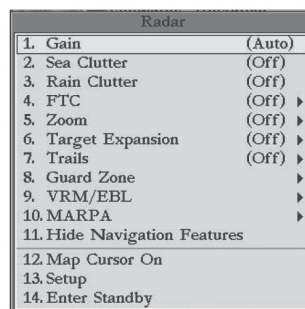 Radar
1. Gain (Auto)
2. Sea Clutter (Off)
3. Rain Clutter (Off)
4. FTC (Off)
5. Zoom (Off)
6. Target Expansion (Off)
7. Trails (Off)
8. Guard Zone
9. VRM/EBL
10. MARPA
11. Hide Navigation Features
12. Map Cursor On
13. Setup
14. Enter Standby